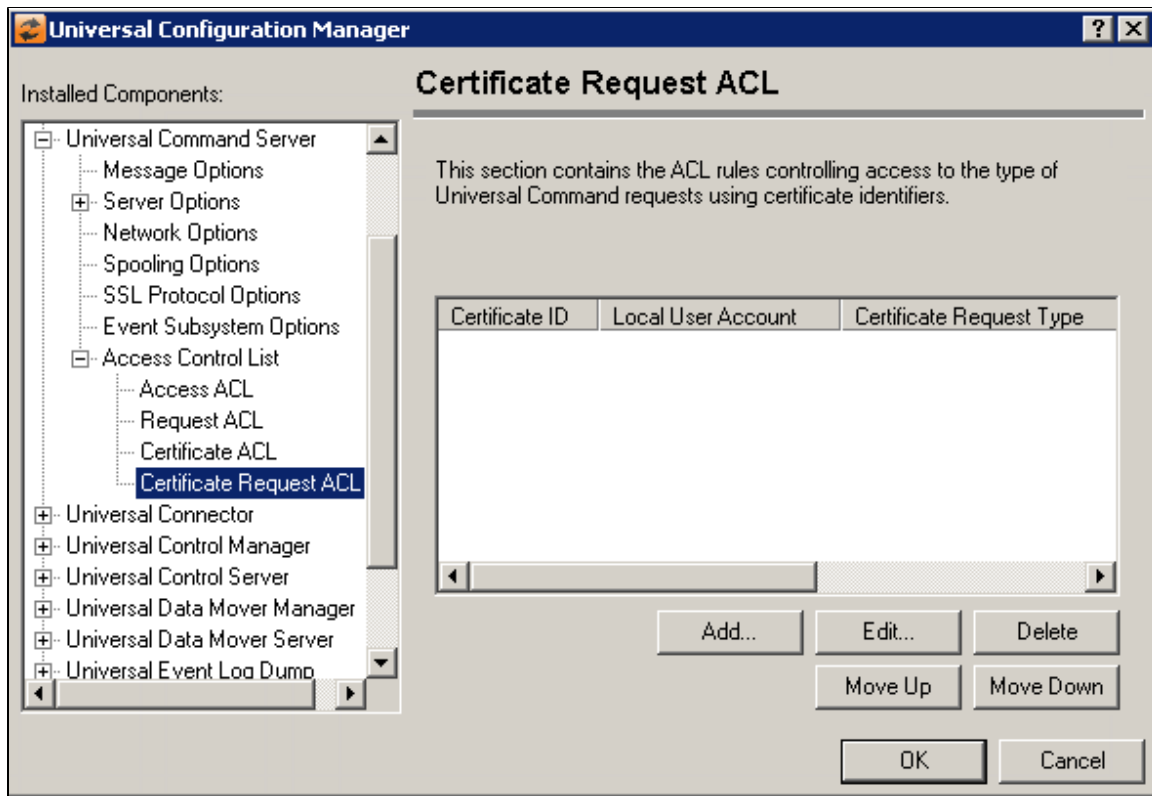 Universal Configuration Manager
Installed Components:
Universal Command Server
Message Options
Server Options
Network Options
Spooling Options
SSL Protocol Options
Event Subsystem Options
Access Control List
Access ACL
Request ACL
Certificate ACL
Certificate Request ACL
Universal Connector
Universal Control Manager
Universal Control Server
Universal Data Mover Manager
Universal Data Mover Server
Universal Event Log Dump
Certificate Request ACL
This section contains the ACL rules controlling access to the type of
Universal Command requests using certificate identifiers.
Certificate ID Local User Account Certificate Request Type
Add... Edit... Delete
Move Up Move Down
OK Cancel